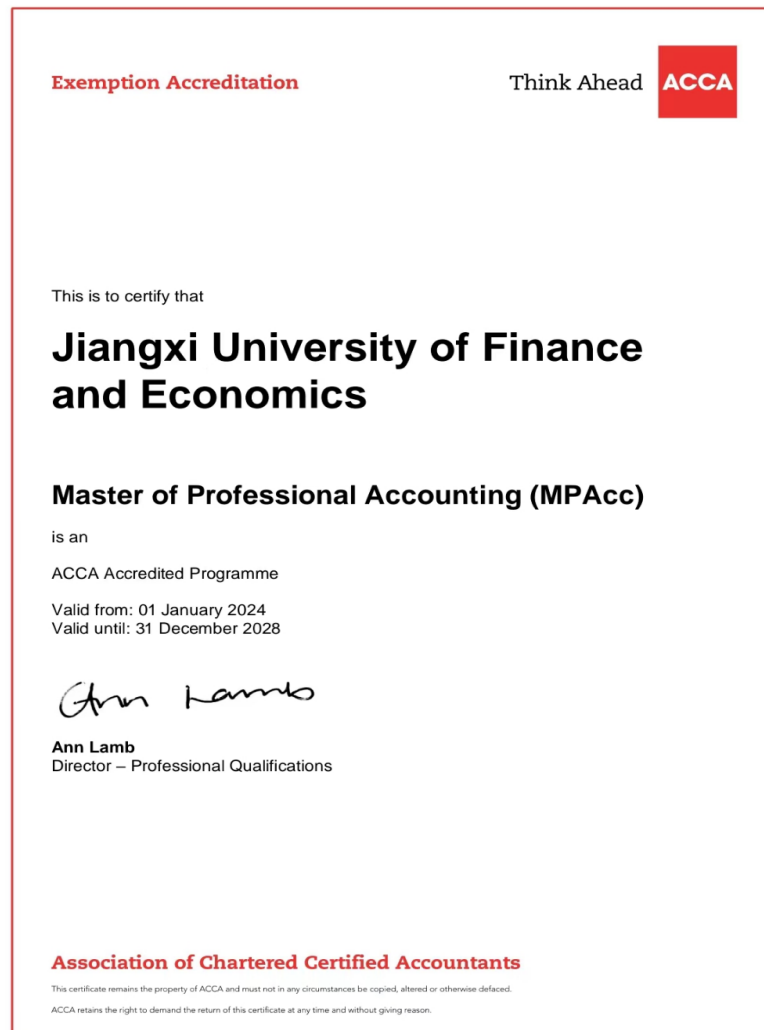 Exemption Accreditation
Think Ahead ACCA
This is to certify that
Jiangxi University of Finance
and Economics
Master of Professional Accounting (MPAcc)
is an
ACCA Accredited Programme
Valid from: 01 January 2024
Valid until: 31 December 2028
Ann Lamb
Ann Lamb
Director – Professional Qualifications
Association of Chartered Certified Accountants
This certificate remains the property of ACCA and must not in any circumstances be copied, altered or otherwise defaced.
ACCA retains the right to demand the return of this certificate at any time and without giving reason.